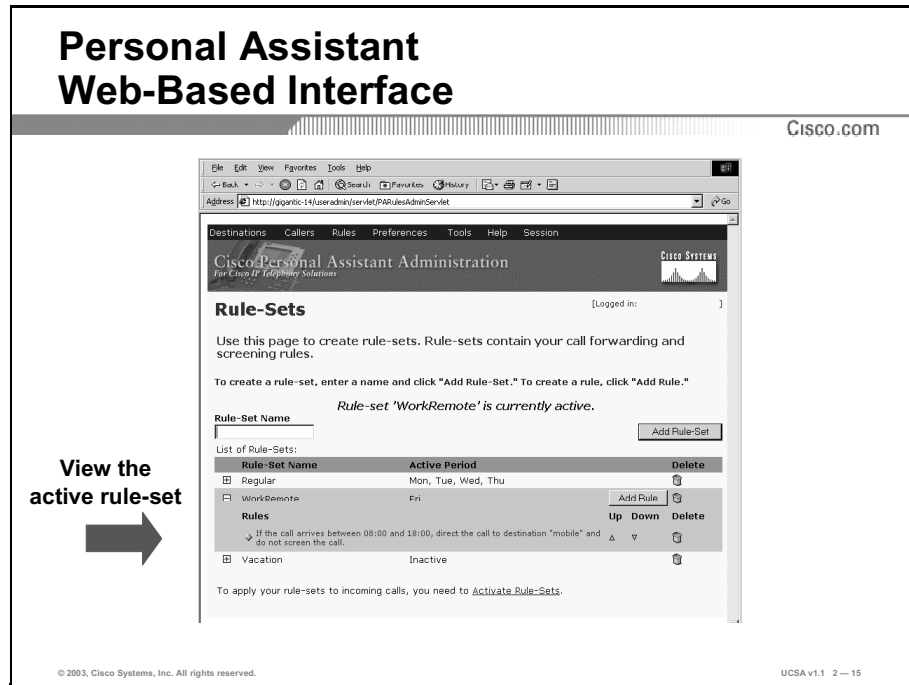 Personal Assistant
Web-Based Interface
Cisco.com
File Edit View Favorites Tools Help
Back Search Favorites History
Address http://gigantic-14/useradmin/servlet/PARulesAdminServlet Go
Destinations Callers Rules Preferences Tools Help Session
Cisco Personal Assistant Administration
For Cisco IP Telephony Solutions
CISCO SYSTEMS
Rule-Sets
[Logged in: ]
Use this page to create rule-sets. Rule-sets contain your call forwarding and
screening rules.
To create a rule-set, enter a name and click "Add Rule-Set." To create a rule, click "Add Rule."
Rule-set 'WorkRemote' is currently active.
Rule-Set Name
Add Rule-Set
List of Rule-Sets:
Rule-Set Name Active Period Delete
Regular Mon, Tue, Wed, Thu
WorkRemote Fri Add Rule
Rules Up Down Delete
If the call arrives between 08:00 and 18:00, direct the call to destination "mobile" and
do not screen the call.
Vacation Inactive
To apply your rule-sets to incoming calls, you need to Activate Rule-Sets.
View the
active rule-set
© 2003, Cisco Systems, Inc. All rights reserved.
UCSA v1.1 2—15